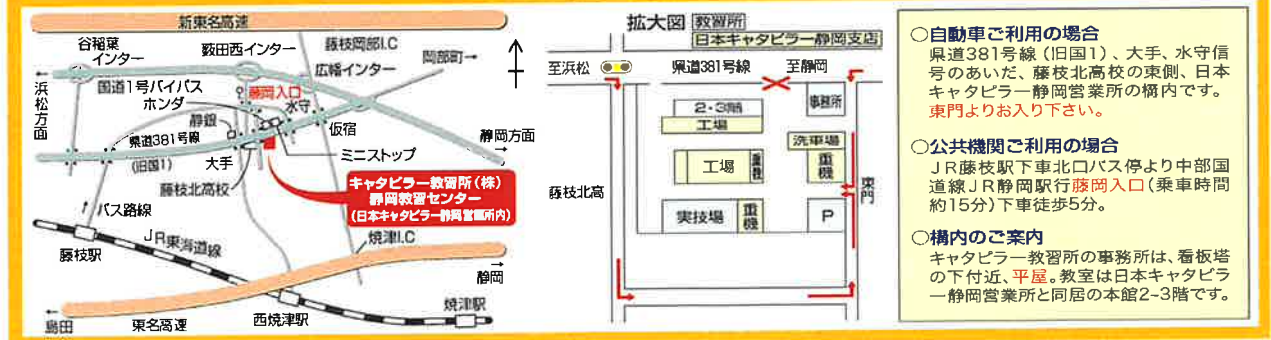 新東名高速
谷稲葉
インター
薮田西インター
藤枝岡部I.C
岡部町→
広幡インター
←
浜松方面
国道1号バイパス
ホンダ
藤岡入口
水守
静銀
仮宿
県道381号線
(旧国1)
大手
ミニストップ
静岡方面
→
藤枝北高校
キャタピラー教習所(株)
静岡教習センター
(日本キャタピラー静岡営業所内)
バス路線
JR東海道線
藤枝駅
焼津I.C
→
静岡
焼津駅
西焼津駅
東名高速
←
島田
拡大図 教習所
日本キャタピラー静岡支店
至浜松
県道381号線
至静岡
事務所
2・3階
工場
洗車場
工場
重機
重機
藤枝北高
東門
実技場
重機
P
○自動車ご利用の場合
県道381号線(旧国1)、大手、水守信
号のあいだ、藤枝北高校の東側、日本
キャタピラー静岡営業所の構内です。
東門よりお入り下さい。
○公共機関ご利用の場合
JR藤枝駅下車北口バス停より中部国
道線JR静岡駅行藤岡入口(乗車時間
約15分)下車徒歩5分。
○構内のご案内
キャタピラー教習所の事務所は、看板塔
の下付近、平屋。教室は日本キャタピラ
ー静岡営業所と同居の本館2~3階です。